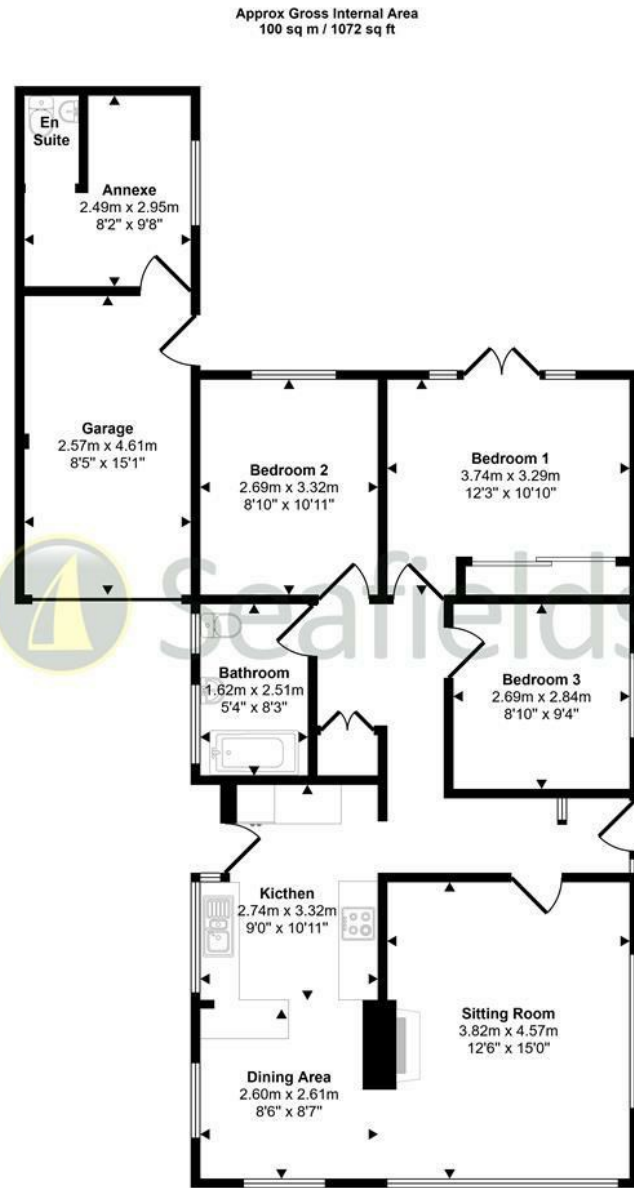 Approx Gross Internal Area
100 sq m / 1072 sq ft
En
Suite
Annexe
2.49m x 2.95m
8'2" x 9'8"
Garage
2.57m x 4.61m
8'5" x 15'1"
Bedroom 2
2.69m x 3.32m
8'10" x 10'11"
Bedroom 1
3.74m x 3.29m
12'3" x 10'10"
Seafields
Bathroom
1.62m x 2.51m
5'4" x 8'3"
Bedroom 3
2.69m x 2.84m
8'10" x 9'4"
Kicthen
2.74m x 3.32m
9'0" x 10'11"
Sitting Room
3.82m x 4.57m
12'6" x 15'0"
Dining Area
2.60m x 2.61m
8'6" x 8'7"